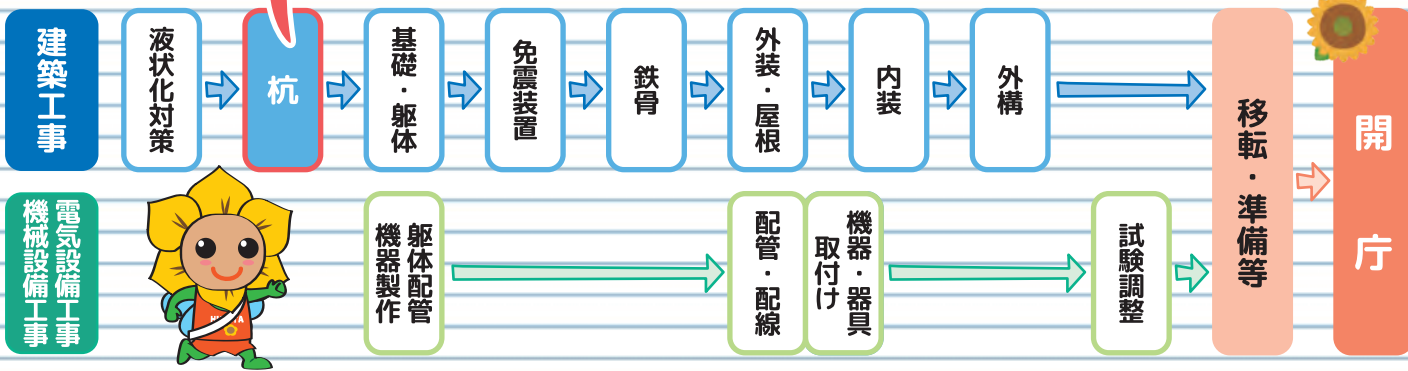 建築工事
液状化対策
杭
基礎・躯体
免震装置
鉄骨
外装・屋根
内装
外構
移転・準備等
開庁
電気設備工事
機械設備工事
躯体配管
機器製作
配管・配線
機器・器具
取付け
試験調整